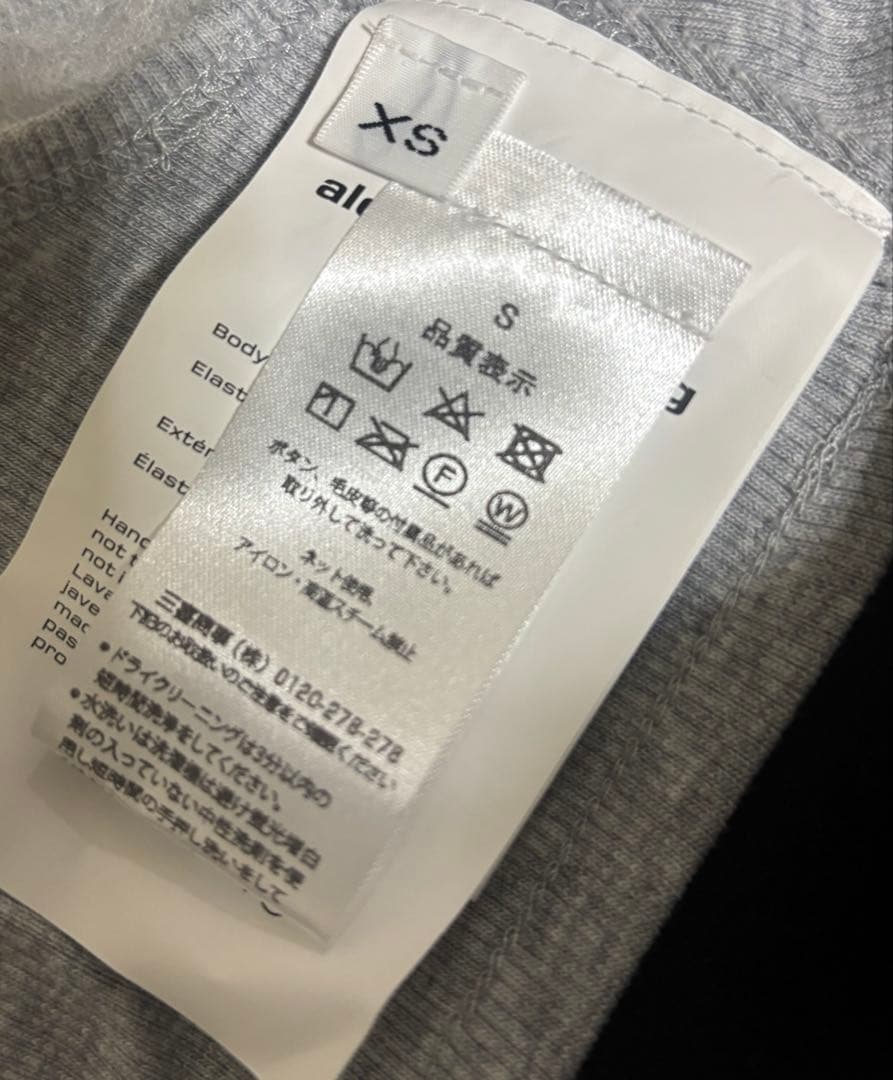 XS
S
品質表示
F
W
ボタン、毛皮等の付属品があれば
取り外して洗って下さい。
ネット使用、
アイロン・高温スチーム禁止
三喜商事(株) 0120-278-278
下記のお取扱いのご注意をご確認ください
●ドライクリーニングは3分以内の
短時間洗浄をしてください。
●水洗いは洗濯機は避け蛍光増白
剤の入っていない中性洗剤を使
用し短時間の手押し洗いをして
Body
Elast
Extér
Élast
Hand
not t
not i
Lave
jave
mac
pas
pro